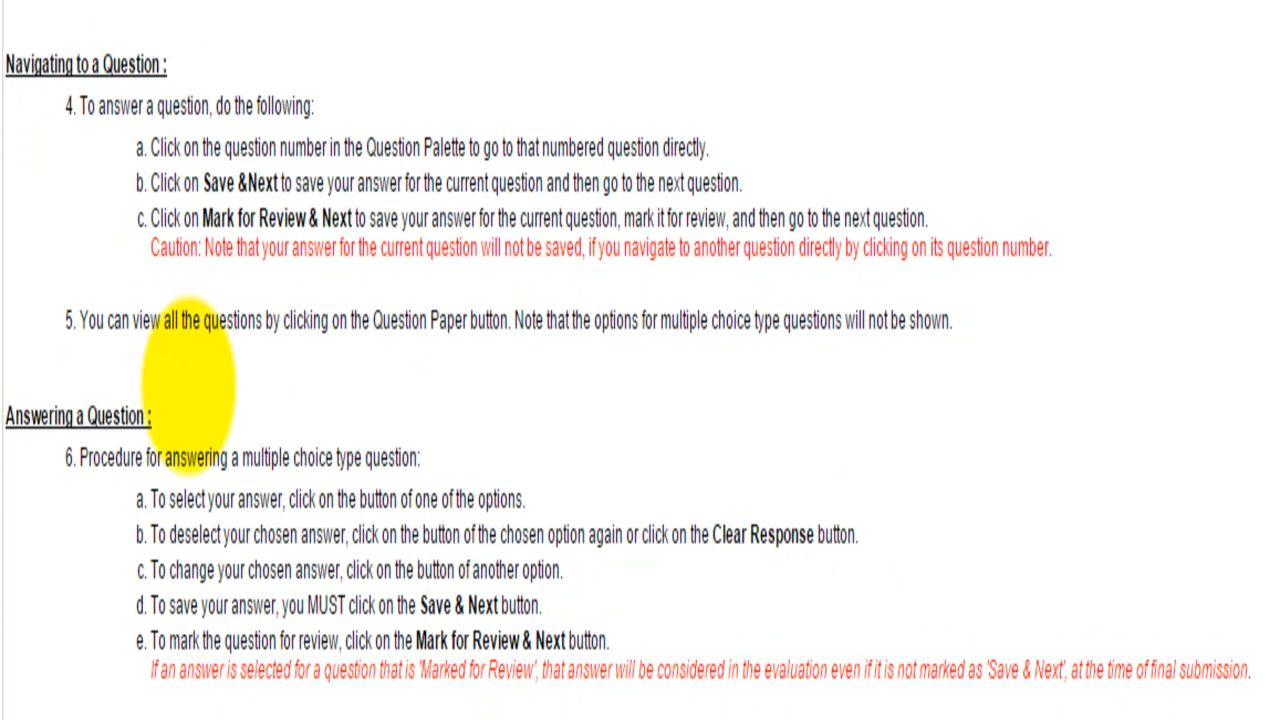 Navigating to a Question :
4. To answer a question, do the following:
a. Click on the question number in the Question Palette to go to that numbered question directly.
b. Click on Save &Next to save your answer for the current question and then go to the next question.
c. Click on Mark for Review & Next to save your answer for the current question, mark it for review, and then go to the next question.
Caution: Note that your answer for the current question will not be saved, if you navigate to another question directly by clicking on its question number.
5. You can view all the questions by clicking on the Question Paper button. Note that the options for multiple choice type questions will not be shown.
Answering a Question :
6. Procedure for answering a multiple choice type question:
a. To select your answer, click on the button of one of the options.
b. To deselect your chosen answer, click on the button of the chosen option again or click on the Clear Response button.
c. To change your chosen answer, click on the button of another option.
d. To save your answer, you MUST click on the Save & Next button.
e. To mark the question for review, click on the Mark for Review & Next button.
If an answer is selected for a question that is 'Marked for Review', that answer will be considered in the evaluation even if it is not marked as 'Save & Next', at the time of final submission.